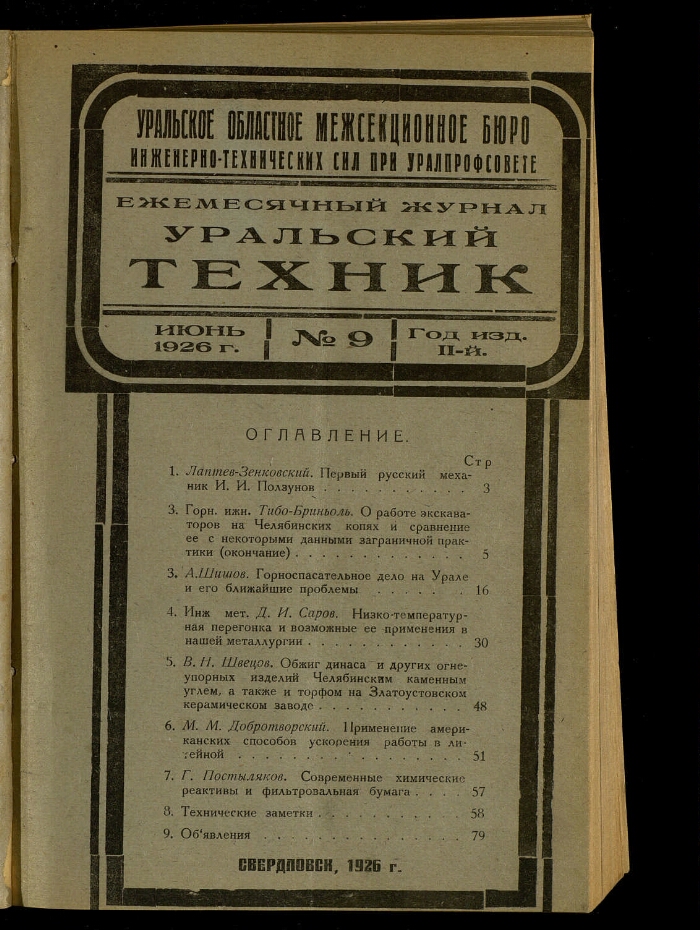 УРАЛЬСКОЕ ОБЛАСТНОЕ МЕЖСЕКЦИОННОЕ БЮРО
ИНЖЕНЕРНО-ТЕХНИЧЕСКИХ СИЛ ПРИ УРАЛПРОФСОВЕТЕ
ЕЖЕМЕСЯЧНЫЙ ЖУРНАЛ
УРАЛЬСКИЙ
ТЕХНИК
ИЮНЬ
1926 г.
№ 9
Год изд.
II-й.
ОГЛАВЛЕНИЕ.
Стр
1. Лаптев-Зенковский. Первый русский меха-
ник И. И. Ползунов . . . . . . . . . . . 3
3. Горн. ижн. Тибо-Бриньоль. О работе экскава-
торов на Челябинских копях и сравнение
ее с некоторыми данными заграничной прак-
тики (окончание) . . . . . . . . . . . . . 5
3. А.Шишов. Горноспасательное дело на Урале
и его ближайшие проблемы . . . . . . 16
4. Инж мет. Д. И. Саров. Низко-температур-
ная перегонка и возможные ее применения в
нашей металлургии . . . . . . . . . . . . 30
5. В. Н. Швецов. Обжиг динаса и других огне-
упорных изделий Челябинским каменным
углем, а также и торфом на Златоустовском
керамическом заводе . . . . . . . . . . . 48
6. М. М. Добротворский. Применение амери-
канских способов ускорения работы в ли-
тейной . . . . . . . . . . . . . . . . . 51
7. Г. Постыляков. Современные химические
реактивы и фильтровальная бумага . . . . 57
8. Технические заметки . . . . . . . . . . . 58
9. Об'явления . . . . . . . . . . . . . . . 79
СВЕРДЛОВСК, 1926 г.